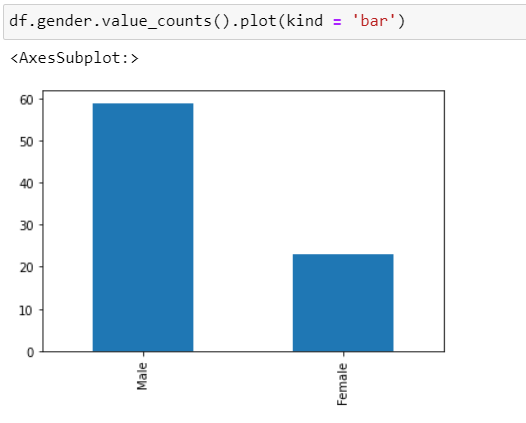 df.gender.value_counts().plot(kind = 'bar')
<AxesSubplot:>
60
50
40
30
20
10
0
Male
Female